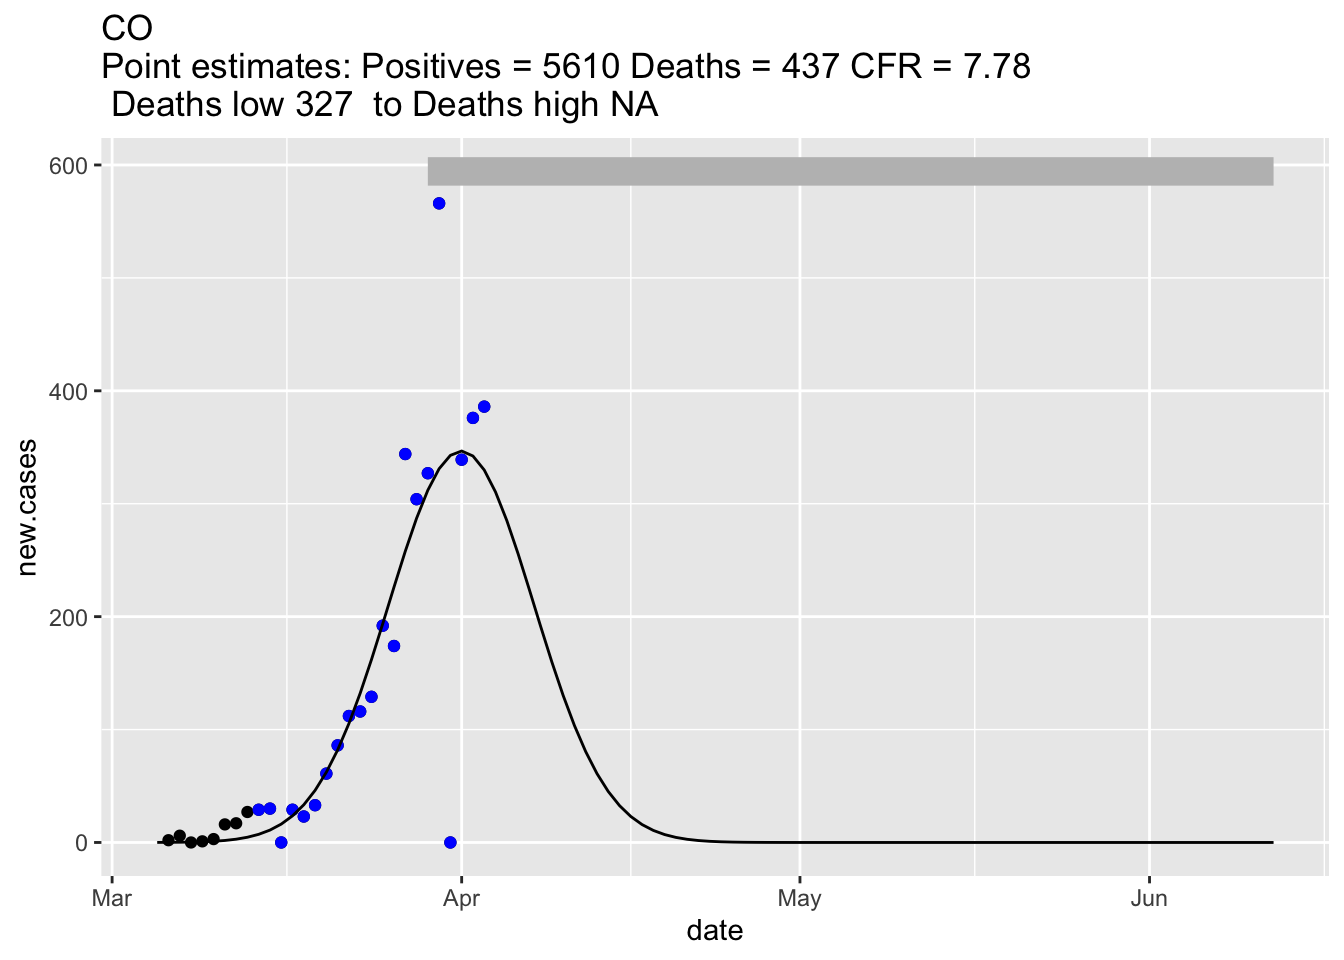 CO
Point estimates: Positives = 5610 Deaths = 437 CFR = 7.78
Deaths low 327  to Deaths high NA
600
400
200
0
new.cases
Mar Apr May Jun
date